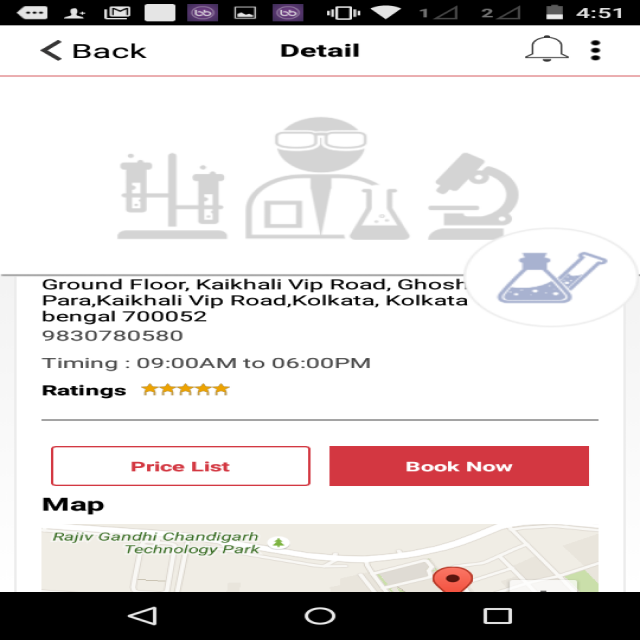 1 2 4:51
Back Detail
Ground Floor, Kaikhali Vip Road, Ghosh
Para,Kaikhali Vip Road,Kolkata, Kolkata
bengal 700052
9830780580
Timing : 09:00AM to 06:00PM
Ratings
Price List Book Now
Map
Rajiv Gandhi Chandigarh
Technology Park